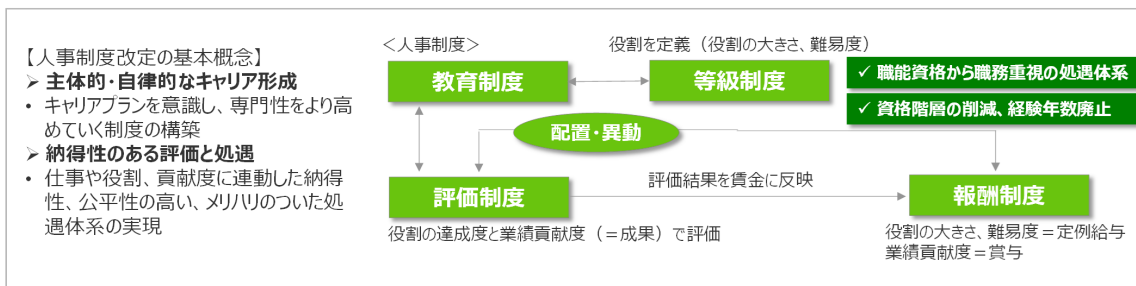 【人事制度改定の基本概念】
➢ 主体的・自律的なキャリア形成
• キャリアプランを意識し、専門性をより高
めていく制度の構築
➢ 納得性のある評価と処遇
• 仕事や役割、貢献度に連動した納得
性、公平性の高い、メリハリのついた処
遇体系の実現
＜人事制度＞
役割を定義（役割の大きさ、難易度）
教育制度
等級制度
✓ 職能資格から職務重視の処遇体系
✓ 資格階層の削減、経験年数廃止
配置・異動
評価制度
評価結果を賃金に反映
報酬制度
役割の達成度と業績貢献度（＝成果）で評価
役割の大きさ、難易度＝定例給与
業績貢献度＝賞与